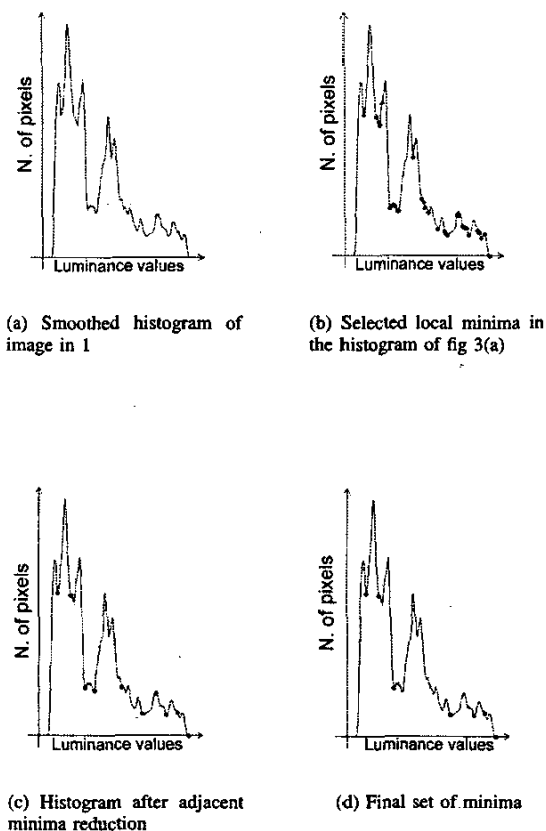 N. of pixels
Luminance values
(a) Smoothed histogram of
image in 1
N. of pixels
Luminance values
(b) Selected local minima in
the histogram of fig 3(a)
N. of pixels
Luminance values
(c) Histogram after adjacent
minima reduction
N. of pixels
Luminance values
(d) Final set of minima